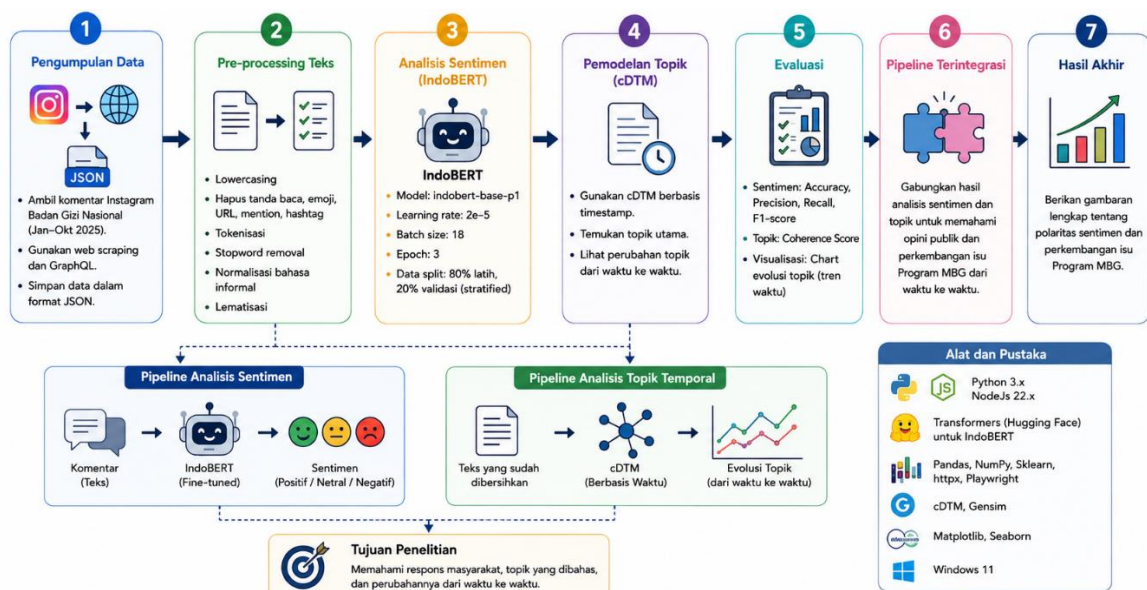 1
Pengumpulan Data
JSON
• Ambil komentar Instagram
Badan Gizi Nasional
(Jan–Okt 2025).
• Gunakan web scraping
dan GraphQL.
• Simpan data dalam
format JSON.
2
Pre-processing Teks
• Lowercasing
• Hapus tanda baca, emoji,
URL, mention, hashtag
• Tokenisasi
• Stopword removal
• Normalisasi bahasa
informal
• Lematisasi
3
Analisis Sentimen
(IndoBERT)
IndoBERT
• Model: indobert-base-p1
• Learning rate: 2e–5
• Batch size: 18
• Epoch: 3
• Data split: 80% latih,
20% validasi (stratified)
4
Pemodelan Topik
(cDTM)
• Gunakan cDTM berbasis
timestamp.
• Temukan topik utama.
• Lihat perubahan topik
dari waktu ke waktu.
5
Evaluasi
• Sentimen: Accuracy,
Precision, Recall,
F1-score
• Topik: Coherence Score
• Visualisasi: Chart
evolusi topik (tren
waktu)
6
Pipeline Terintegrasi
Gabungkan hasil
analisis sentimen dan
topik untuk memahami
opini publik dan
perkembangan isu
Program MBG dari
waktu ke waktu.
7
Hasil Akhir
Berikan gambaran
lengkap tentang
polaritas sentimen dan
perkembangan isu
Program MBG.
Pipeline Analisis Sentimen
Komentar
(Teks)
IndoBERT
(Fine-tuned)
Sentimen
(Positif / Netral / Negatif)
Pipeline Analisis Topik Temporal
Teks yang sudah
dibersihkan
cDTM
(Berbasis Waktu)
Evolusi Topik
(dari waktu ke waktu)
Tujuan Penelitian
Memahami respons masyarakat, topik yang dibahas,
dan perubahannya dari waktu ke waktu.
Alat dan Pustaka
JS
Python 3.x
NodeJs 22.x
Transformers (Hugging Face)
untuk IndoBERT
Pandas, NumPy, Sklearn,
httpx, Playwright
G
cDTM, Gensim
Matplotlib, Seaborn
Windows 11